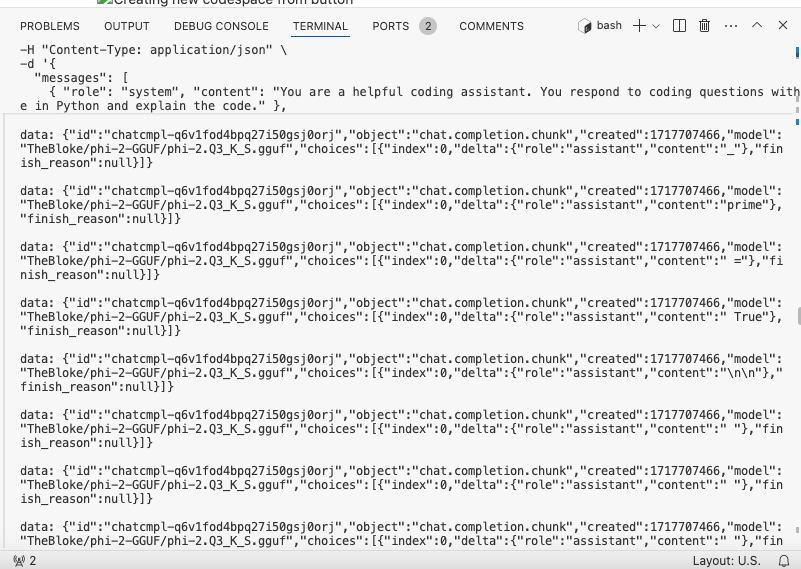 Creating new codespace from button
PROBLEMS OUTPUT DEBUG CONSOLE TERMINAL PORTS 2 COMMENTS bash
-H "Content-Type: application/json" \
-d '{
"messages": [
{ "role": "system", "content": "You are a helpful coding assistant. You respond to coding questions with
e in Python and explain the code." },
data: {"id":"chatcmpl-q6v1fod4bpq27i50gsj0orj","object":"chat.completion.chunk","created":1717707466,"model":
"TheBloke/phi-2-GGUF/phi-2.Q3_K_S.gguf","choices":[{"index":0,"delta":{"role":"assistant","content":"_"},"fin
ish_reason":null}]}
data: {"id":"chatcmpl-q6v1fod4bpq27i50gsj0orj","object":"chat.completion.chunk","created":1717707466,"model":
"TheBloke/phi-2-GGUF/phi-2.Q3_K_S.gguf","choices":[{"index":0,"delta":{"role":"assistant","content":"prime"},
"finish_reason":null}]}
data: {"id":"chatcmpl-q6v1fod4bpq27i50gsj0orj","object":"chat.completion.chunk","created":1717707466,"model":
"TheBloke/phi-2-GGUF/phi-2.Q3_K_S.gguf","choices":[{"index":0,"delta":{"role":"assistant","content":" ="},"fi
nish_reason":null}]}
data: {"id":"chatcmpl-q6v1fod4bpq27i50gsj0orj","object":"chat.completion.chunk","created":1717707466,"model":
"TheBloke/phi-2-GGUF/phi-2.Q3_K_S.gguf","choices":[{"index":0,"delta":{"role":"assistant","content":" True"},
"finish_reason":null}]}
data: {"id":"chatcmpl-q6v1fod4bpq27i50gsj0orj","object":"chat.completion.chunk","created":1717707466,"model":
"TheBloke/phi-2-GGUF/phi-2.Q3_K_S.gguf","choices":[{"index":0,"delta":{"role":"assistant","content":"\n\n"},"
finish_reason":null}]}
data: {"id":"chatcmpl-q6v1fod4bpq27i50gsj0orj","object":"chat.completion.chunk","created":1717707466,"model":
"TheBloke/phi-2-GGUF/phi-2.Q3_K_S.gguf","choices":[{"index":0,"delta":{"role":"assistant","content":" "},"fin
ish_reason":null}]}
data: {"id":"chatcmpl-q6v1fod4bpq27i50gsj0orj","object":"chat.completion.chunk","created":1717707466,"model":
"TheBloke/phi-2-GGUF/phi-2.Q3_K_S.gguf","choices":[{"index":0,"delta":{"role":"assistant","content":" "},"fin
ish_reason":null}]}
data: {"id":"chatcmpl-q6v1fod4bpq27i50gsj0orj","object":"chat.completion.chunk","created":1717707466,"model":
"TheBloke/phi-2-GGUF/phi-2.Q3_K_S.gguf","choices":[{"index":0,"delta":{"role":"assistant","content":" "},"fin
2 Layout: U.S.